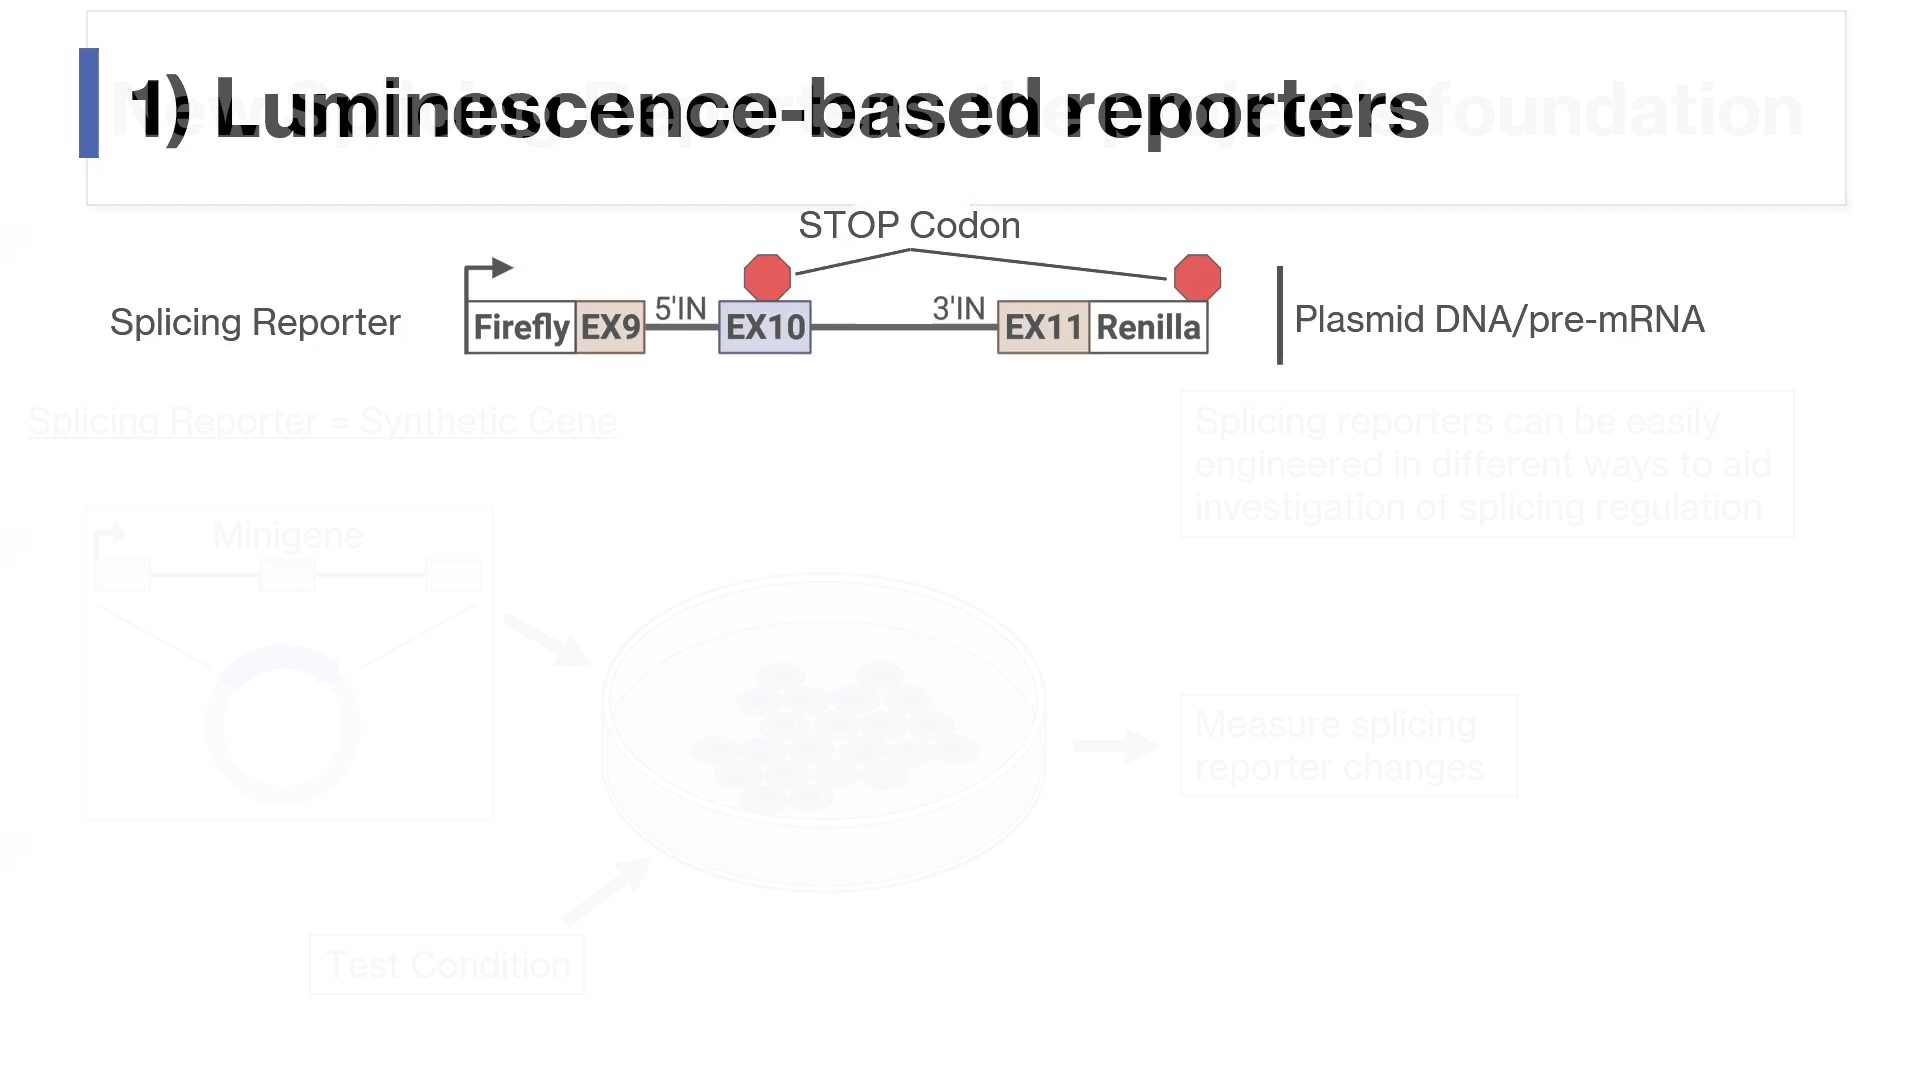 1) Luminescence-based reporters
foundation
STOP Codon
Splicing Reporter
Firefly EX9 5'IN EX10 3'IN EX11 Renilla
Plasmid DNA/pre-mRNA
Splicing Reporter = Synthetic Gene
Splicing reporters can be easily
engineered in different ways to aid
investigation of splicing regulation
Minigene
Measure splicing
reporter changes
Test Condition